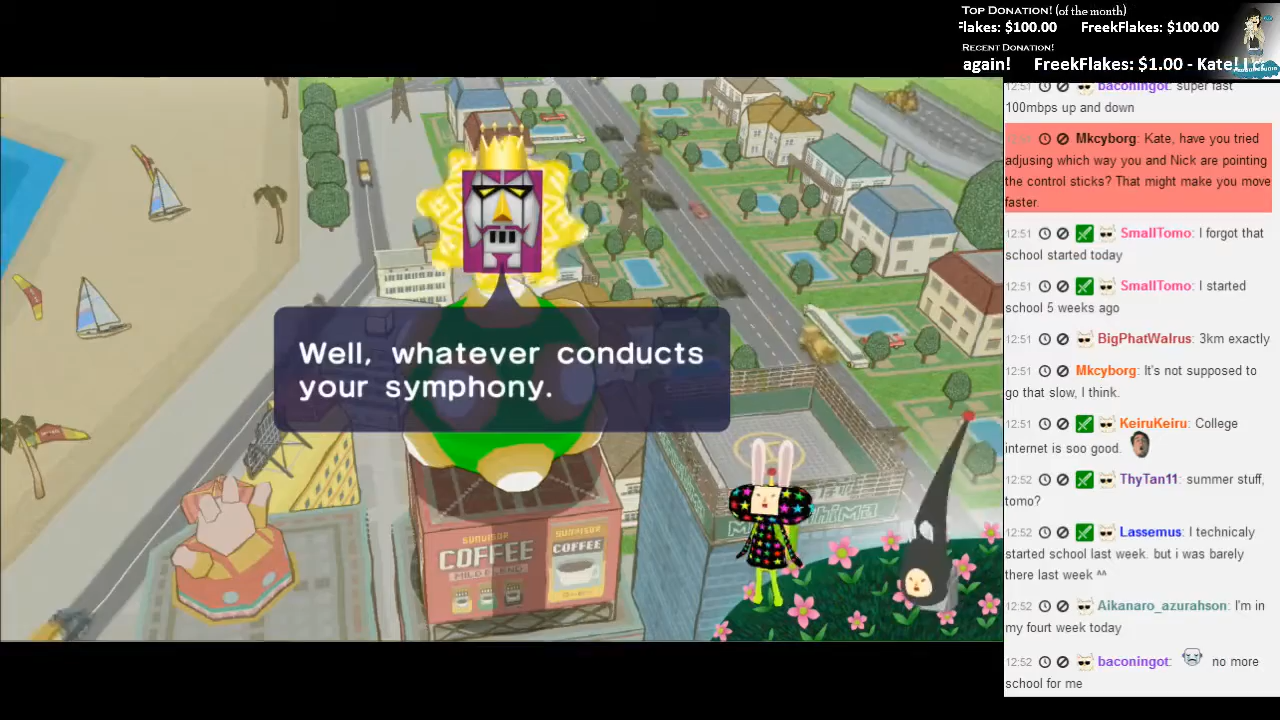 TOP DONATION! (of the month)
Flakes: $100.00 FreekFlakes: $100.00
RECENT DONATION!
again! FreekFlakes: $1.00 - Kate!
Well, whatever conducts
your symphony.
SUNVISOR
COFFEE
MILD BLEND
SUNVISOR
COFFEE
12:51 baconingot: super fast
100mbps up and down
Mkcyborg: Kate, have you tried
adjusing which way you and Nick are pointing
the control sticks? That might make you move
faster.
12:51 SmallTomo: I forgot that
school started today
12:51 SmallTomo: I started
school 5 weeks ago
12:51 BigPhatWalrus: 3km exactly
12:51 Mkcyborg: It's not supposed to
go that slow, I think.
12:51 KeiruKeiru: College
internet is soo good.
12:52 ThyTan11: summer stuff,
tomo?
12:52 Lassemus: I technicaly
started school last week. but i was barely
there last week ^^
12:52 Aikanaro_azurahson: I'm in
my fourt week today
12:52 baconingot: no more
school for me